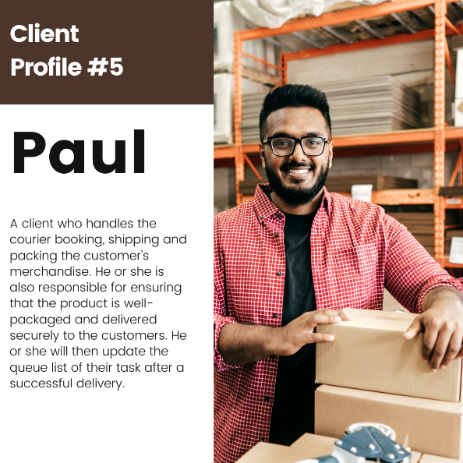 Client
Profile #5
Paul
A client who handles the
courier booking, shipping and
packing the customer's
merchandise. He or she is
also responsible for ensuring
that the product is well-
packaged and delivered
securely to the customers. He
or she will then update the
queue list of their task after a
successful delivery.